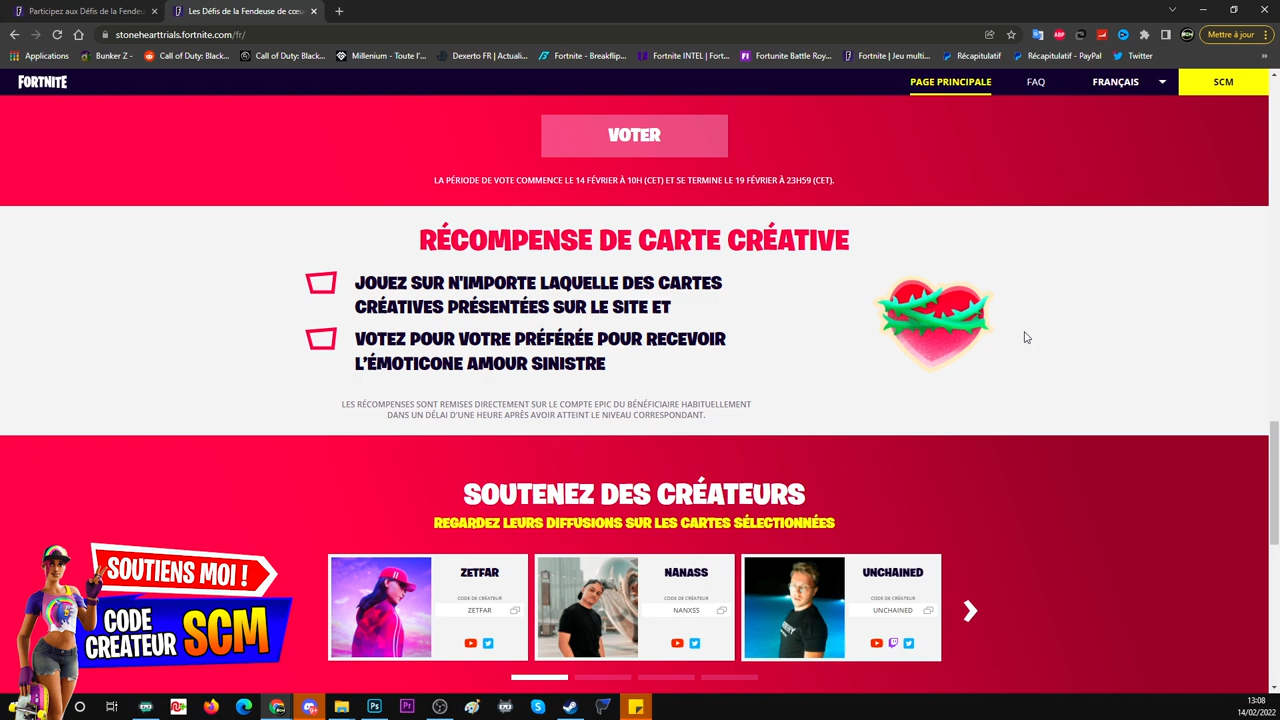 Participez aux Défis de la Fendeu
Les Défis de la Fendeuse de cœu
stonehearttrials.fortnite.com/fr/
Mettre à jour
Applications
Bunker Z -
Call of Duty: Black...
Call of Duty: Black...
Millenium - Toute l'...
Dexerto FR | Actuali...
Fortnite - Breakflip...
Fortnite INTEL | Fort...
Fortunite Battle Roy...
Fortnite | Jeu multi...
Récapitulatif
Récapitulatif - PayPal
Twitter
FORTNITE
PAGE PRINCIPALE
FAQ
FRANÇAIS
SCM
VOTER
LA PÉRIODE DE VOTE COMMENCE LE 14 FÉVRIER À 10H (CET) ET SE TERMINE LE 19 FÉVRIER À 23H59 (CET).
RÉCOMPENSE DE CARTE CRÉATIVE
JOUEZ SUR N'IMPORTE LAQUELLE DES CARTES
CRÉATIVES PRÉSENTÉES SUR LE SITE ET
VOTEZ POUR VOTRE PRÉFÉRÉE POUR RECEVOIR
L'ÉMOTICONE AMOUR SINISTRE
LES RÉCOMPENSES SONT REMISES DIRECTEMENT SUR LE COMPTE EPIC DU BÉNÉFICIAIRE HABITUELLEMENT
DANS UN DÉLAI D'UNE HEURE APRÈS AVOIR ATTEINT LE NIVEAU CORRESPONDANT.
SOUTENEZ DES CRÉATEURS
REGARDEZ LEURS DIFFUSIONS SUR LES CARTES SÉLECTIONNÉES
ZETFAR
CODE DE CRÉATEUR
ZETFAR
NANASS
CODE DE CRÉATEUR
NANXSS
UNCHAINED
CODE DE CRÉATEUR
UNCHAINED
SOUTIENS MOI !
CODE
CREATEUR SCM
13:08
14/02/2022